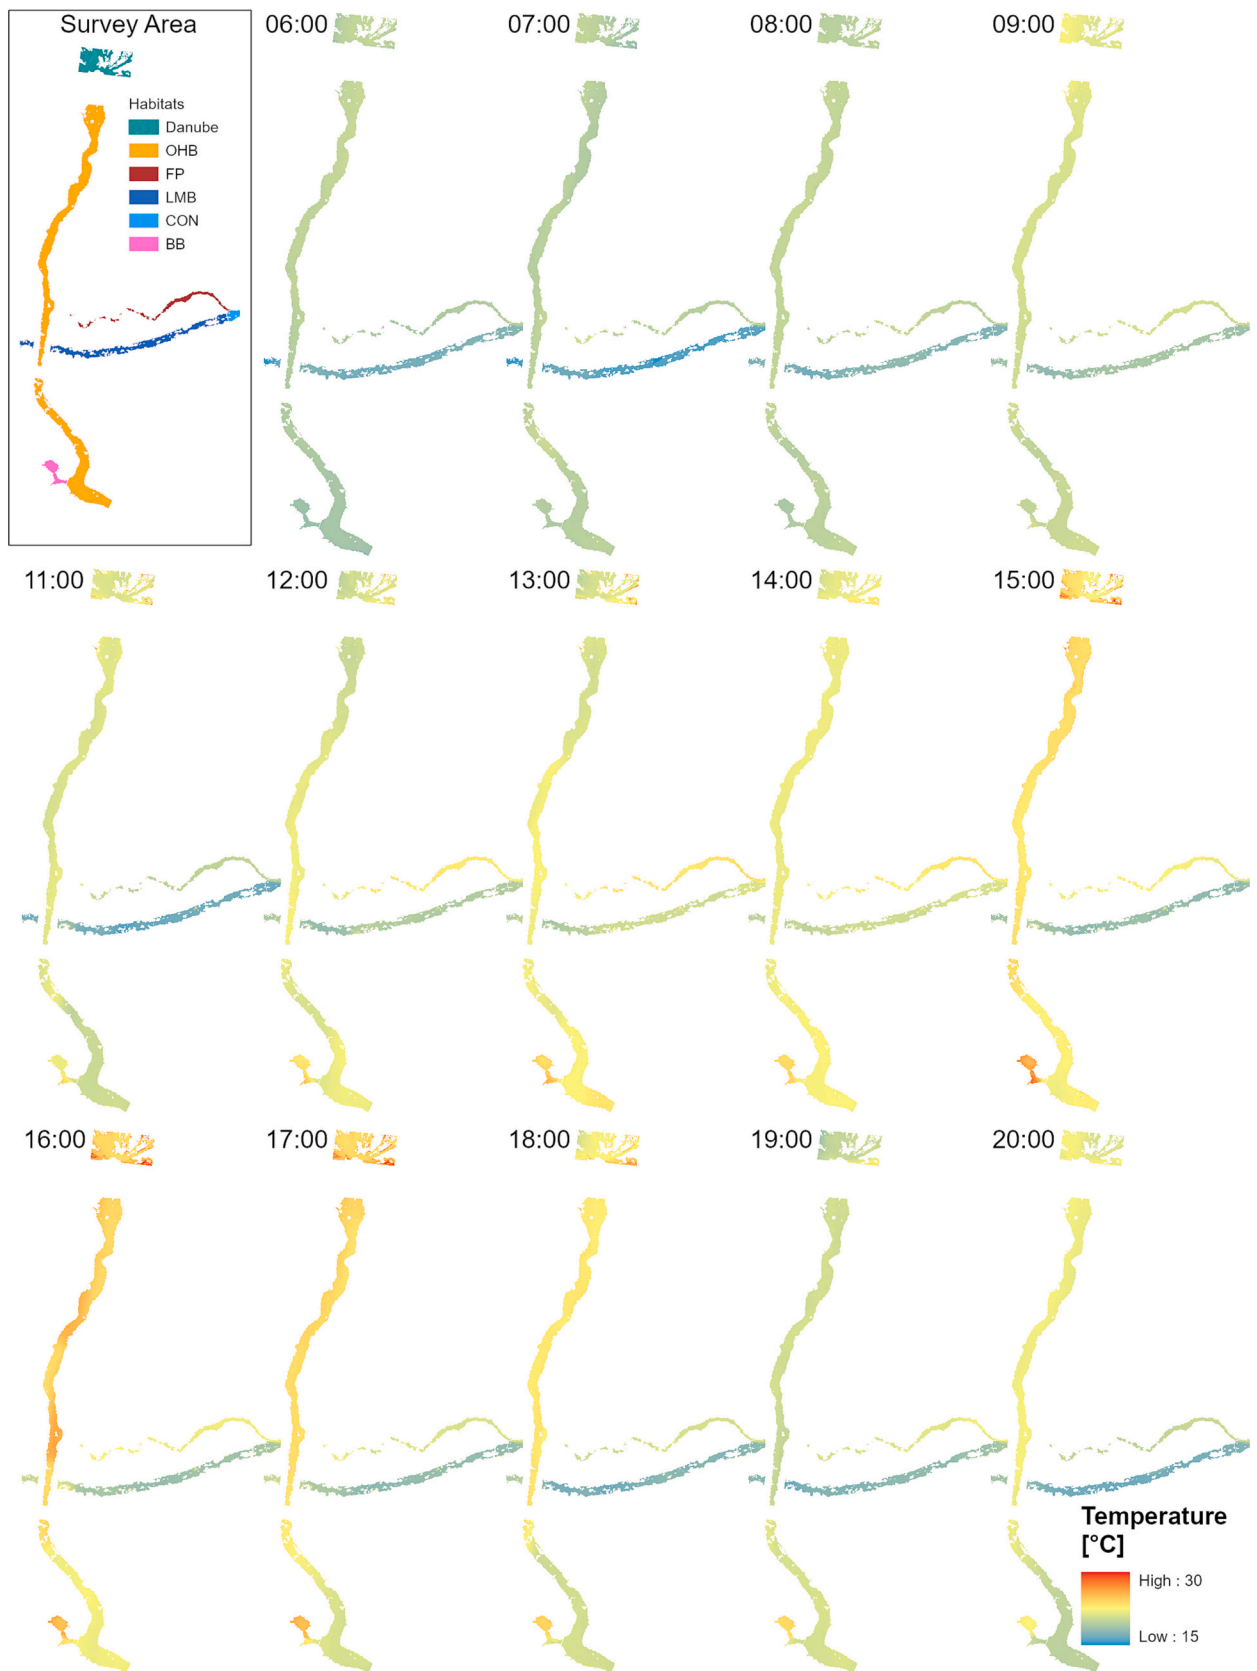 Survey Area
Habitats
Danube
OHB
FP
LMB
CON
BB
06:00
07:00
08:00
09:00
11:00
12:00
13:00
14:00
15:00
16:00
17:00
18:00
19:00
20:00
Temperature
[°C]
High : 30
Low : 15